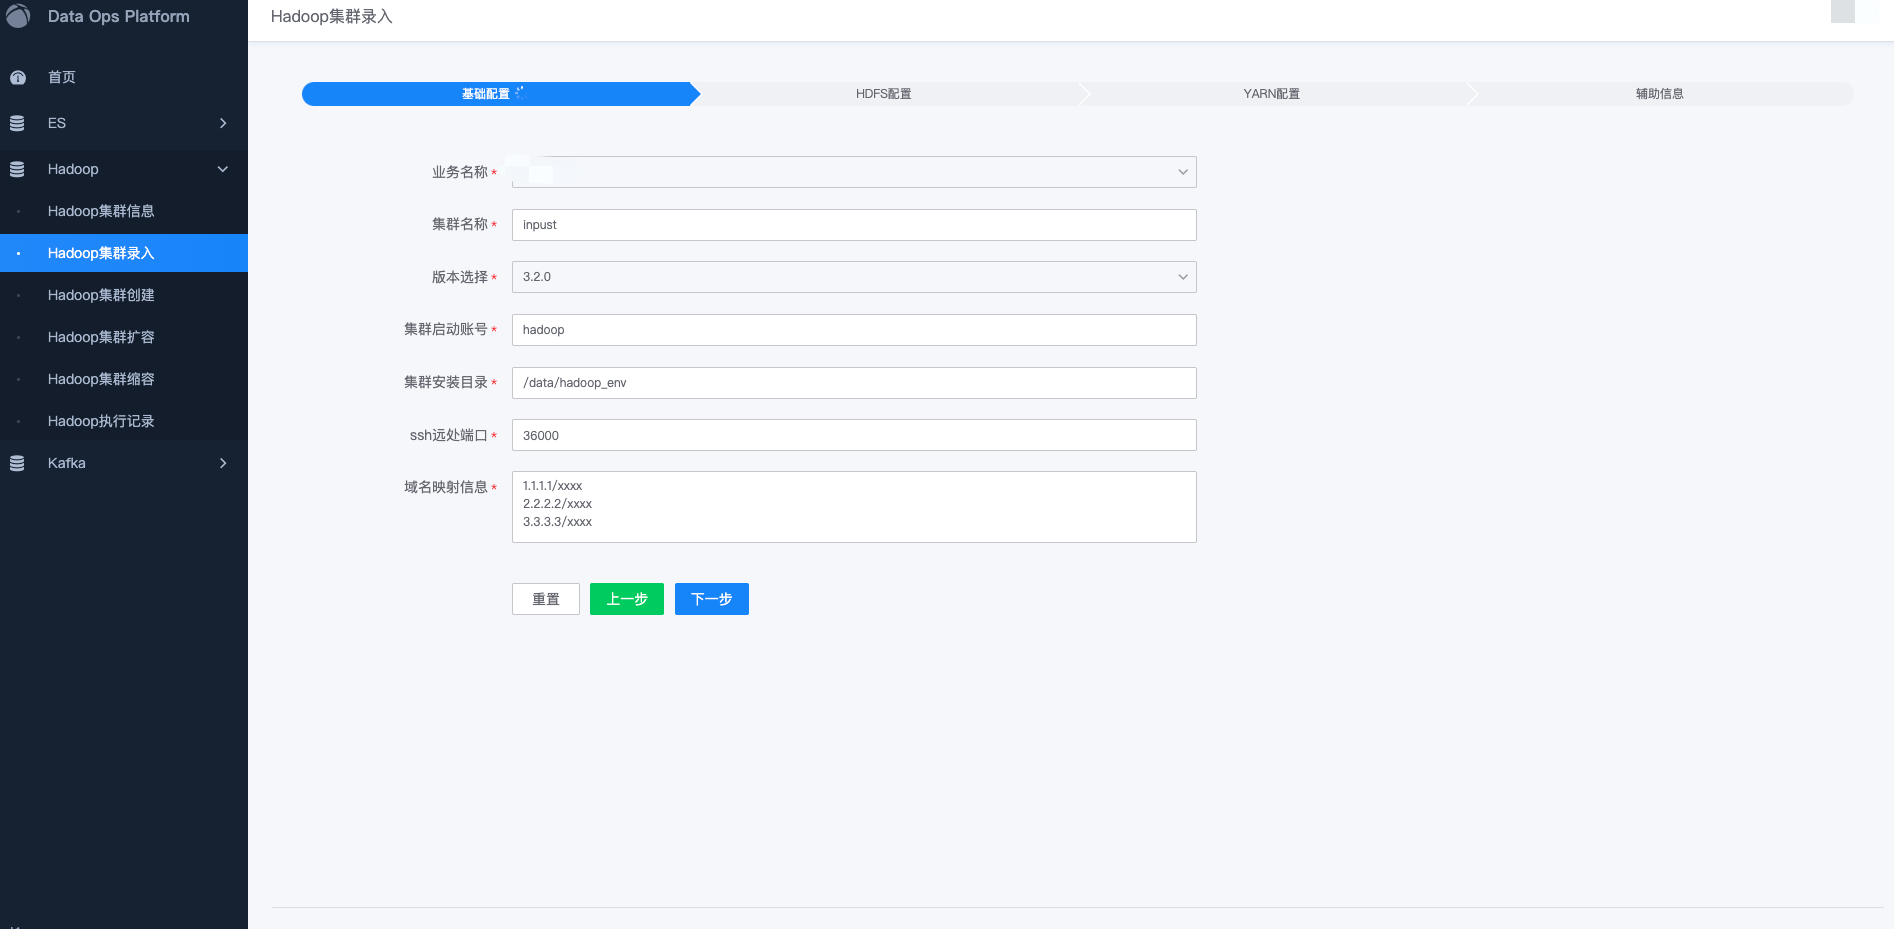 Data Ops Platform
首页
ES
Hadoop
Hadoop集群信息
Hadoop集群录入
Hadoop集群创建
Hadoop集群扩容
Hadoop集群缩容
Hadoop执行记录
Kafka
Hadoop集群录入
基础配置
HDFS配置
YARN配置
辅助信息
业务名称 *
集群名称 *
inpust
版本选择 *
3.2.0
集群启动账号 *
hadoop
集群安装目录 *
/data/hadoop_env
ssh远处端口 *
36000
域名映射信息 *
1.1.1.1/xxxx
2.2.2.2/xxxx
3.3.3.3/xxxx
重置
上一步
下一步